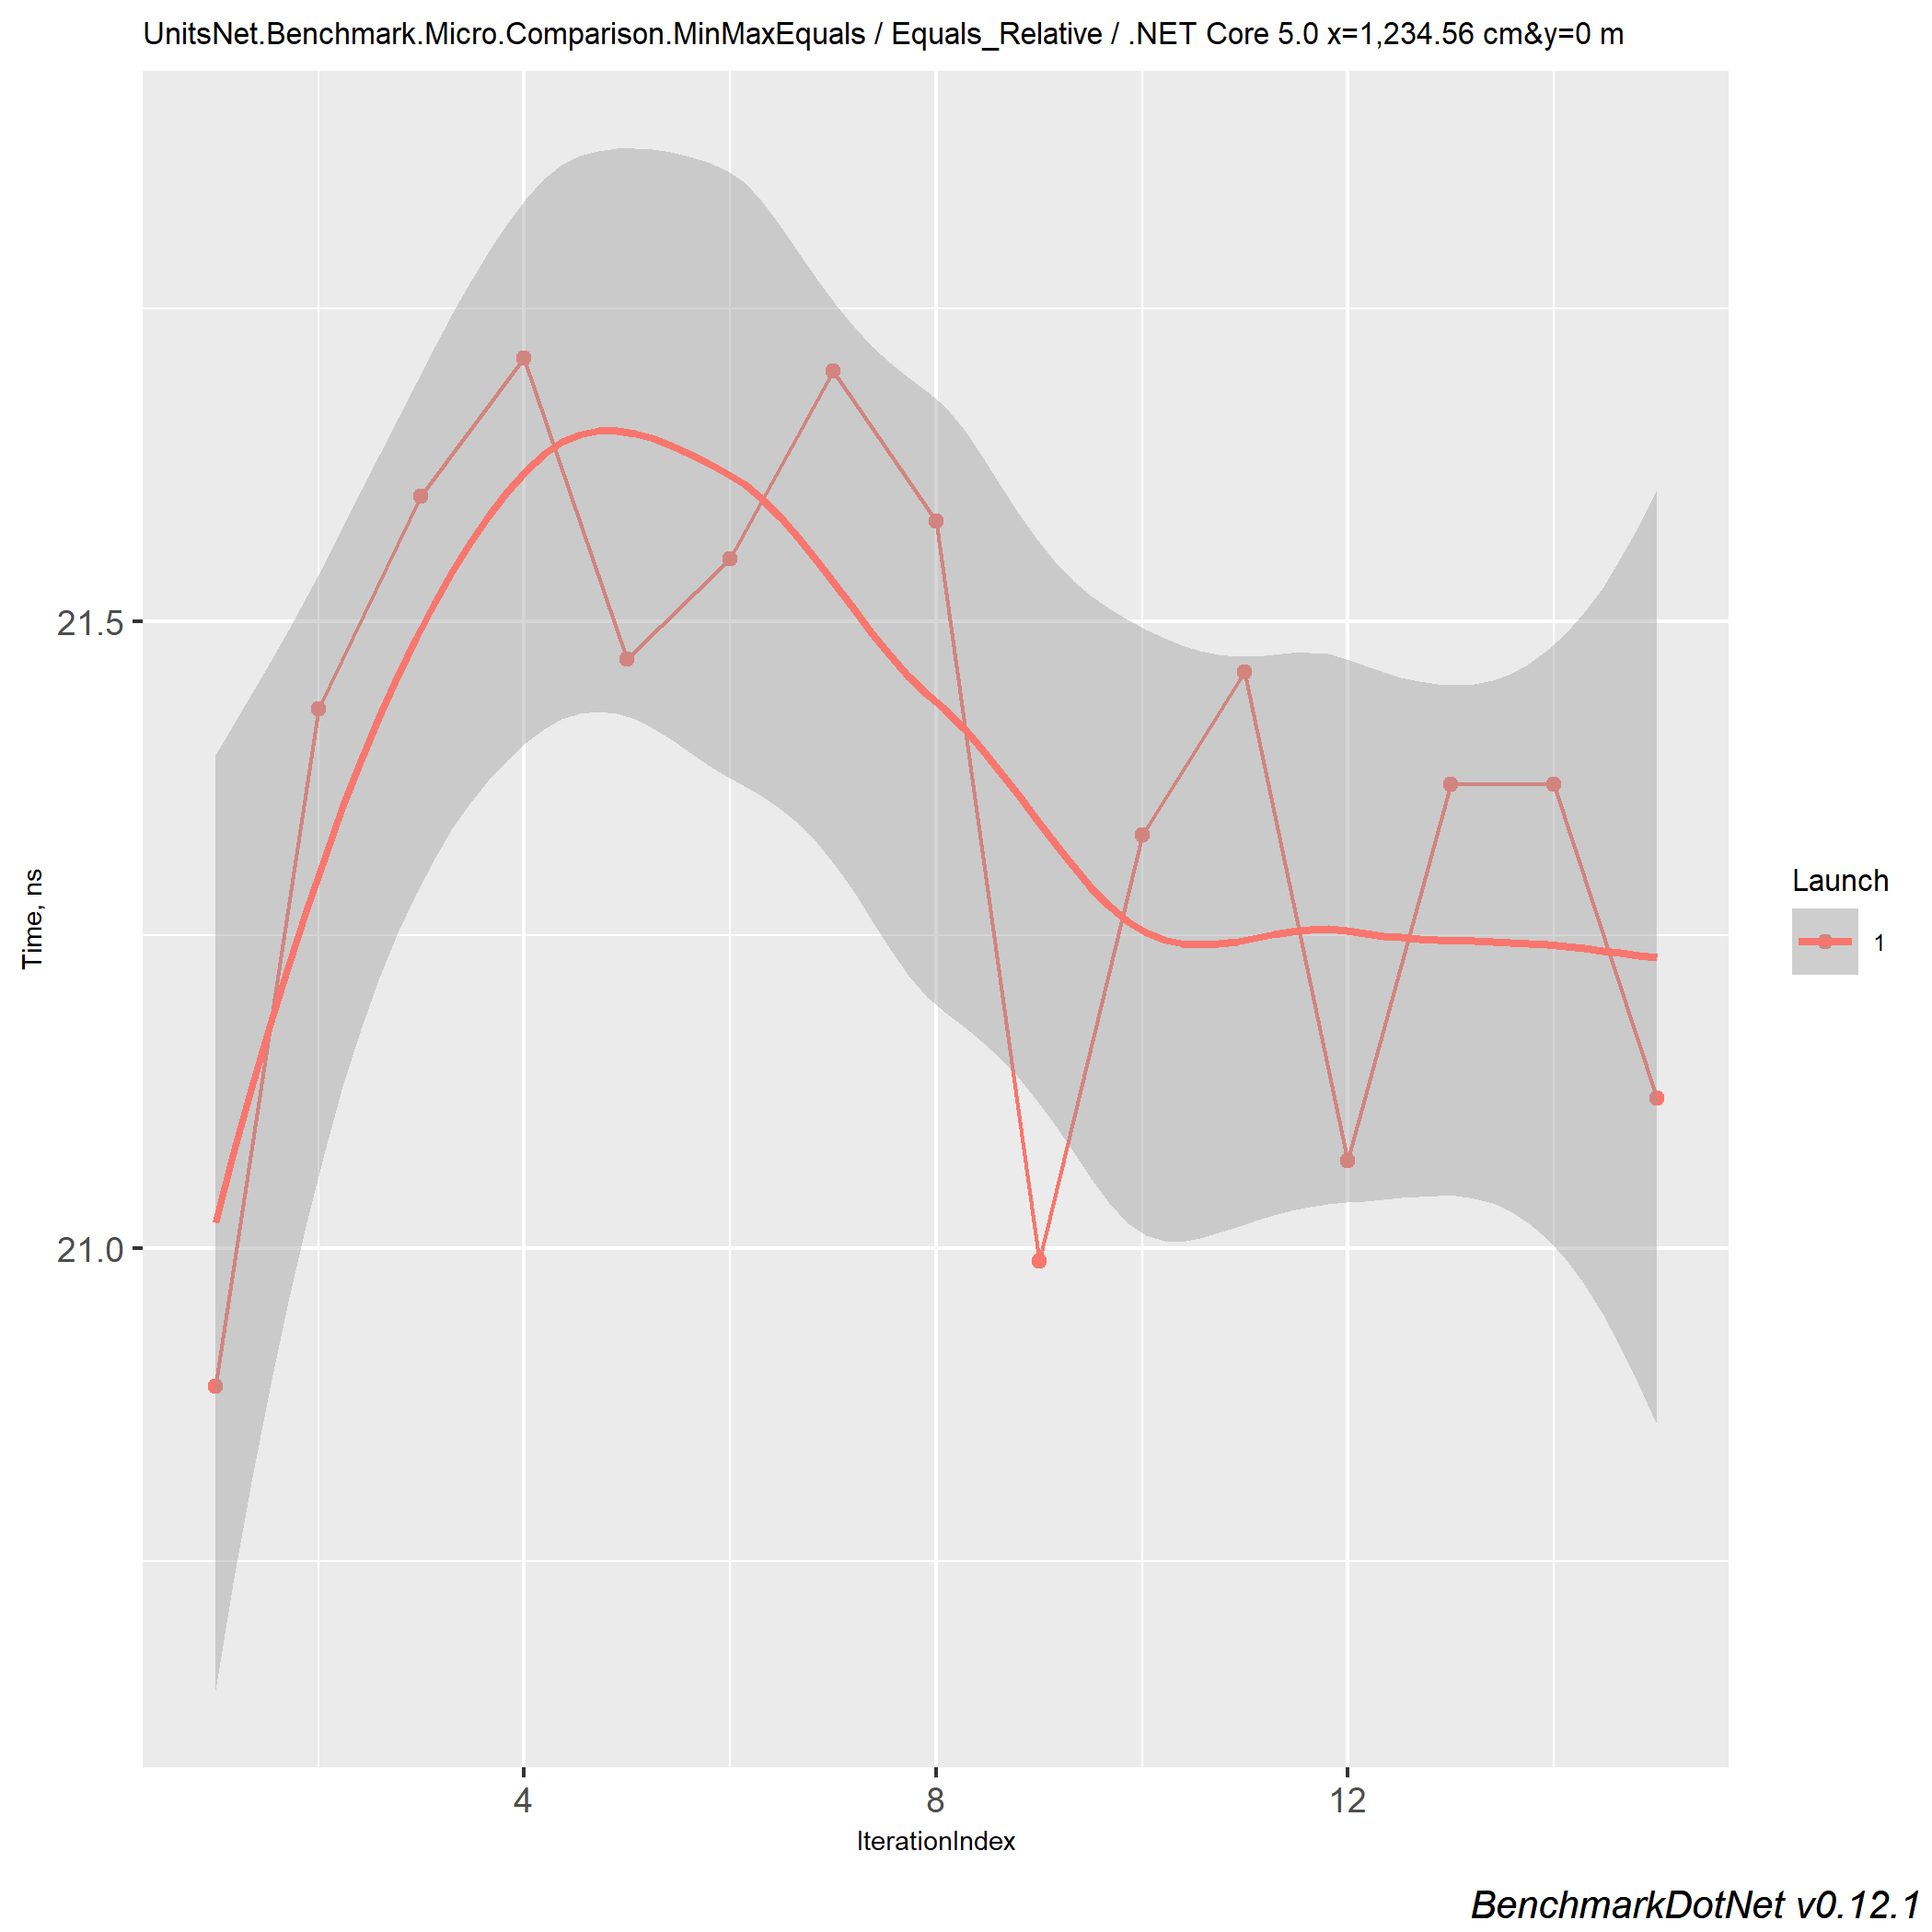 UnitsNet.Benchmark.Micro.Comparison.MinMaxEquals / Equals_Relative / .NET Core 5.0 x=1,234.56 cm&y=0 m
21.5
21.0
Time, ns
4 8 12
IterationIndex
Launch
1
BenchmarkDotNet v0.12.1